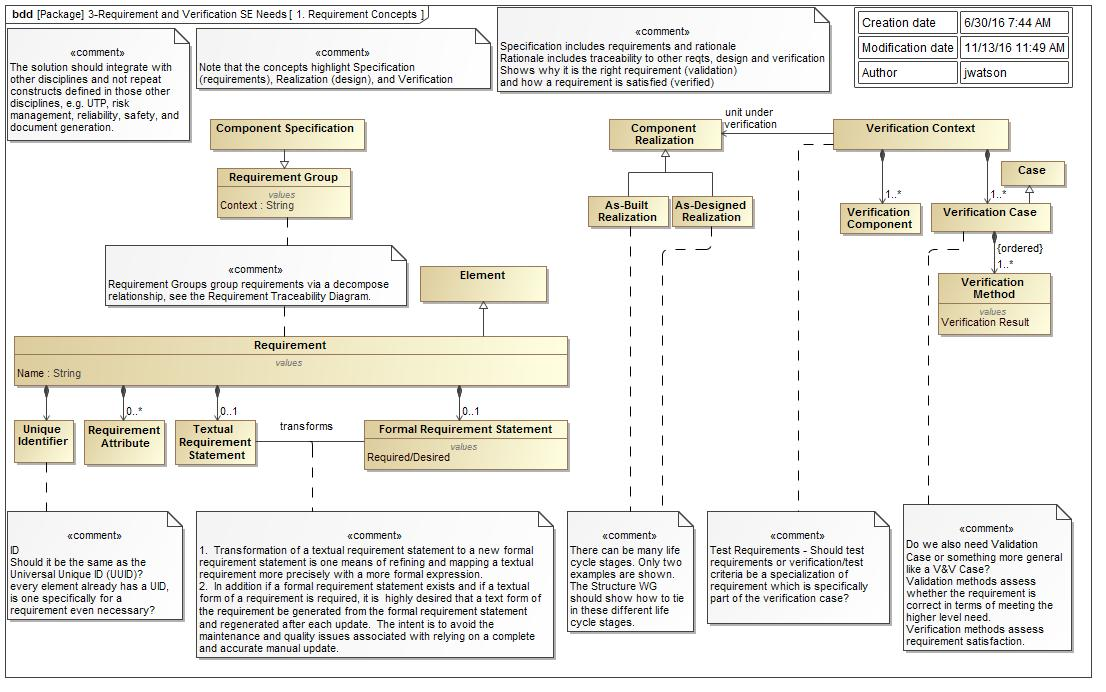 bdd [Package] 3-Requirement and Verification SE Needs [ 1. Requirement Concepts ]
«comment»
The solution should integrate with
other disciplines and not repeat
constructs defined in those other
disciplines, e.g. UTP, risk
management, reliability, safety, and
document generation.
«comment»
Note that the concepts highlight Specification
(requirements), Realization (design), and Verification
«comment»
Specification includes requirements and rationale
Rationale includes traceability to other reqts, design and verification
Shows why it is the right requirement (validation)
and how a requirement is satisfied (verified)
Creation date 6/30/16 7:44 AM
Modification date 11/13/16 11:49 AM
Author jwatson
Component Specification
Requirement Group
values
Context : String
«comment»
Requirement Groups group requirements via a decompose
relationship, see the Requirement Traceability Diagram.
Element
Requirement
values
Name : String
0..*
0..1
0..1
Unique
Identifier
Requirement
Attribute
Textual
Requirement
Statement
transforms
Formal Requirement Statement
values
Required/Desired
Component
Realization
unit under
verification
Verification Context
As-Built
Realization
As-Designed
Realization
1..*
1..*
Case
Verification
Component
Verification Case
{ordered}
1..*
Verification
Method
values
Verification Result
«comment»
ID
Should it be the same as the
Universal Unique ID (UUID)?
every element already has a UID,
is one specifically for a
requirement even necessary?
«comment»
1. Transformation of a textual requirement statement to a new formal
requirement statement is one means of refining and mapping a textual
requirement more precisely with a more formal expression.
2. In addition if a formal requirement statement exists and if a textual
form of a requirement is required, it is highly desired that a text form of
the requirement be generated from the formal requirement statement
and regenerated after each update. The intent is to avoid the
maintenance and quality issues associated with relying on a complete
and accurate manual update.
«comment»
There can be many life
cycle stages. Only two
examples are shown.
The Structure WG
should show how to tie
in these different life
cycle stages.
«comment»
Test Requirements - Should test
requirements or verification/test
criteria be a specialization of
requirement which is specifically
part of the verification case?
«comment»
Do we also need Validation
Case or something more general
like a V&V Case?
Validation methods assess
whether the requirement is
correct in terms of meeting the
higher level need.
Verification methods assess
requirement satisfaction.